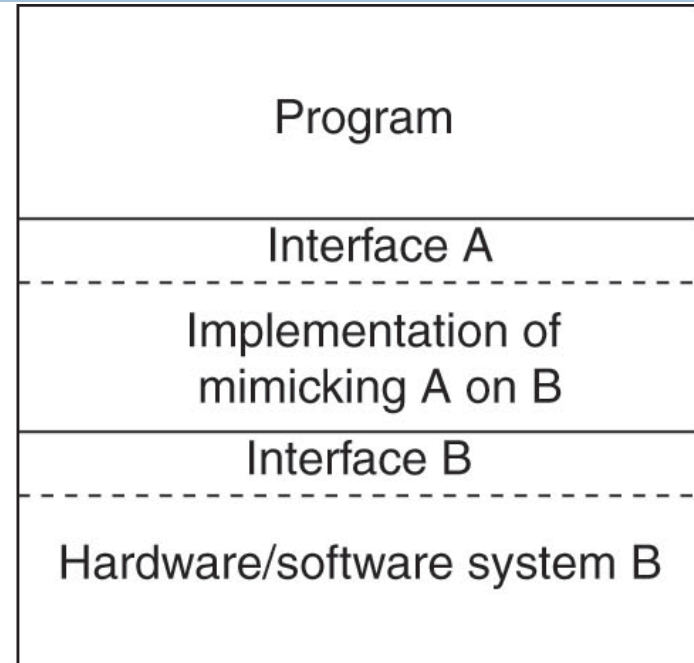 Program
Interface A
Implementation of
mimicking A on B
Interface B
Hardware/software system B